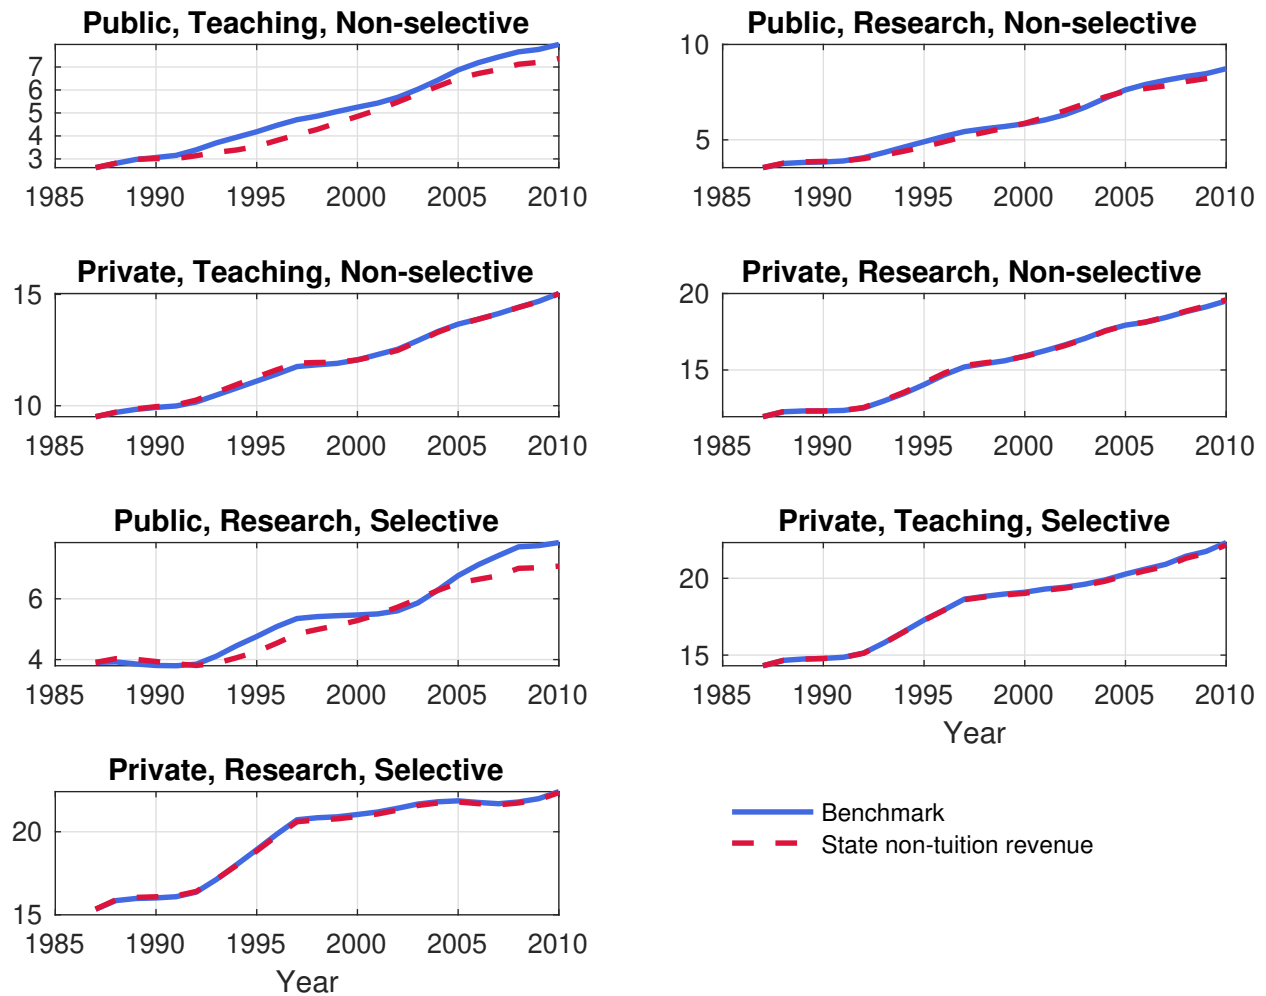 Public, Teaching, Non-selective
7
6
5
4
3
1985 1990 1995 2000 2005 2010
Public, Research, Non-selective
10
5
1985 1990 1995 2000 2005 2010
Private, Teaching, Non-selective
15
10
1985 1990 1995 2000 2005 2010
Private, Research, Non-selective
20
15
1985 1990 1995 2000 2005 2010
Public, Research, Selective
6
4
1985 1990 1995 2000 2005 2010
Private, Teaching, Selective
20
15
1985 1990 1995 2000 2005 2010
Year
Private, Research, Selective
20
15
1985 1990 1995 2000 2005 2010
Year
Benchmark
State non-tuition revenue